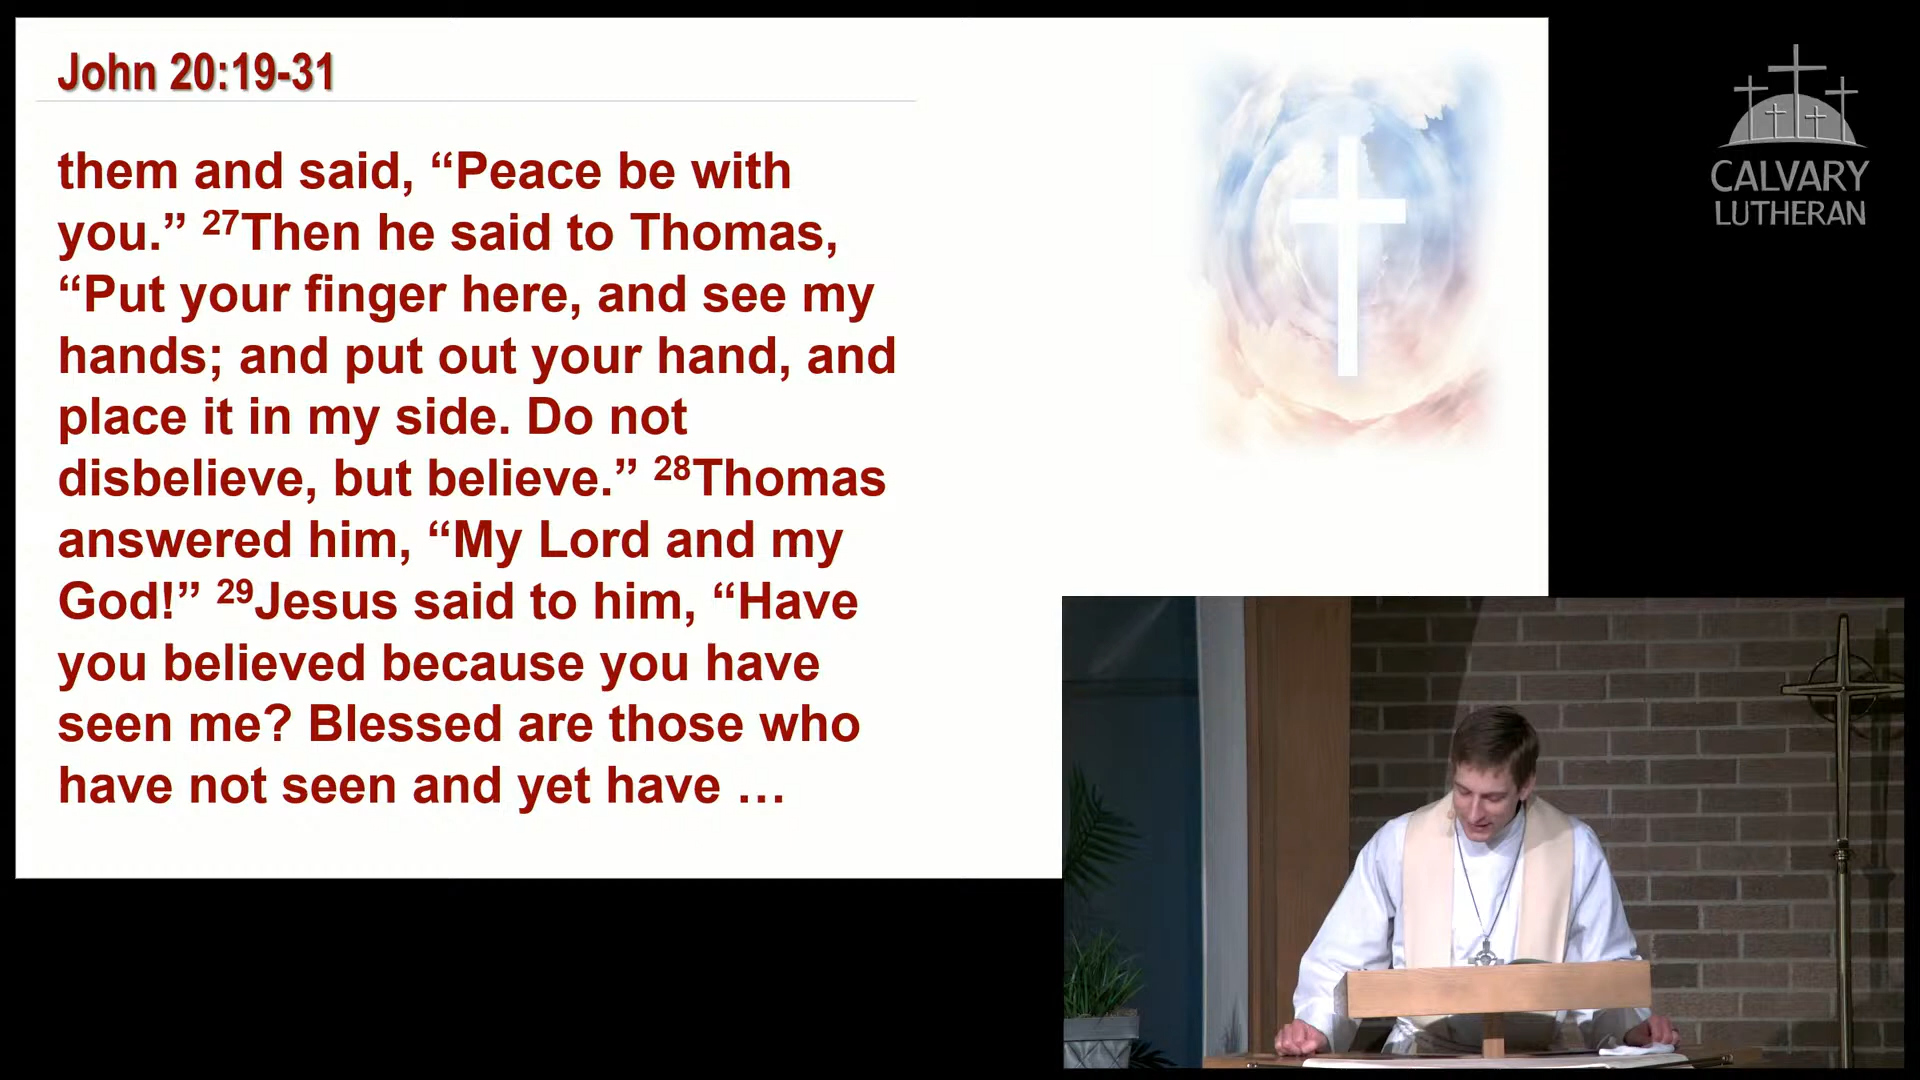 John 20:19-31
them and said, “Peace be with
you.” ²⁷Then he said to Thomas,
“Put your finger here, and see my
hands; and put out your hand, and
place it in my side. Do not
disbelieve, but believe.” ²⁸Thomas
answered him, “My Lord and my
God!” ²⁹Jesus said to him, “Have
you believed because you have
seen me? Blessed are those who
have not seen and yet have …
CALVARY
LUTHERAN